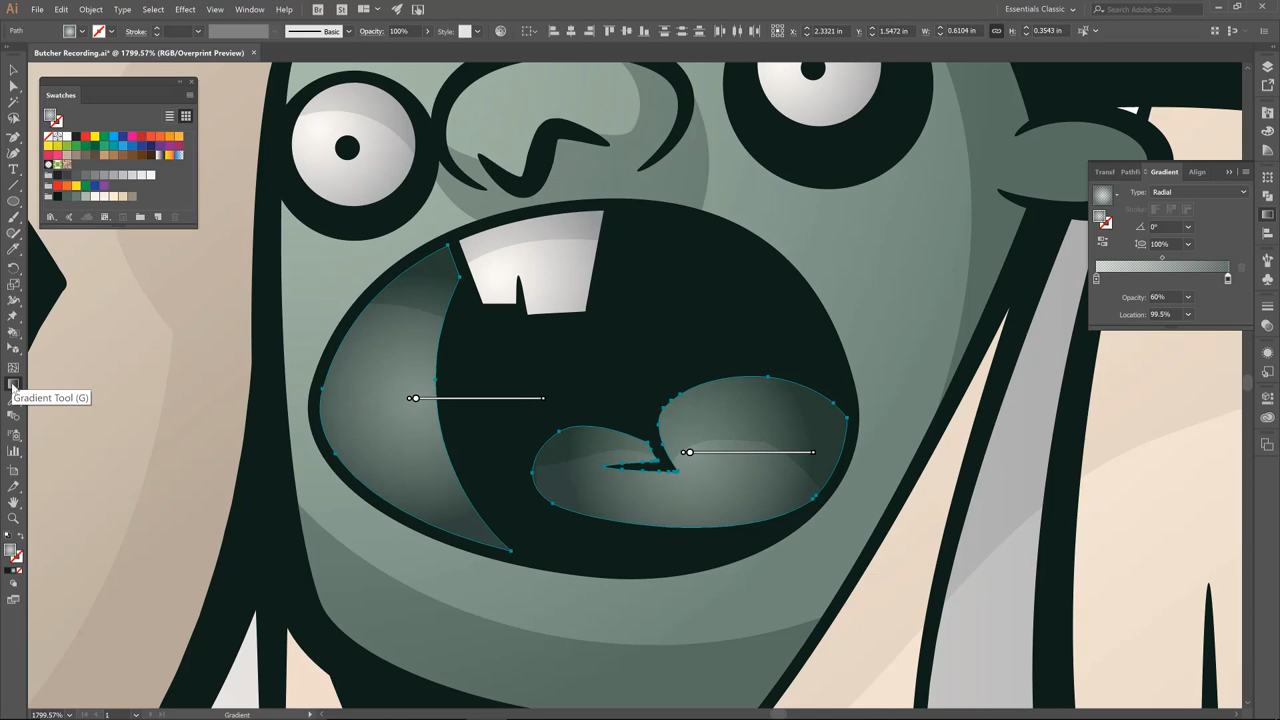 Ai File Edit Object Type Select Effect View Window Help Br St Essentials Classic Search Adobe Stock
Stroke: Basic Opacity: 100% Style: X: 2.3321 in Y: 1.5472 in W: 0.6104 in H: 0.3543 in
Butcher Recording.ai* @ 1799.57% (RGB/Overprint Preview)
Swatches
Transf Pathfi Gradient Align
Type: Radial
Stroke:
0°
100%
Opacity: 60%
Location: 99.5%
Gradient Tool (G)
1799.57% 1 Gradient